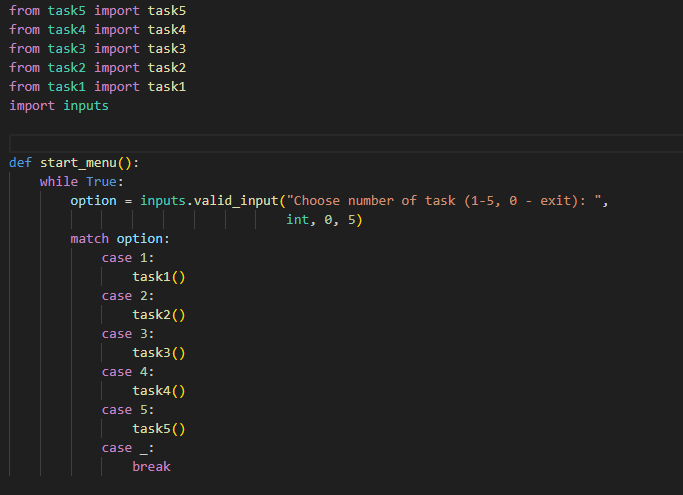 from task5 import task5
from task4 import task4
from task3 import task3
from task2 import task2
from task1 import task1
import inputs
def start_menu():
while True:
option = inputs.valid_input("Choose number of task (1-5, 0 - exit): ",
int, 0, 5)
match option:
case 1:
task1()
case 2:
task2()
case 3:
task3()
case 4:
task4()
case 5:
task5()
case _:
break